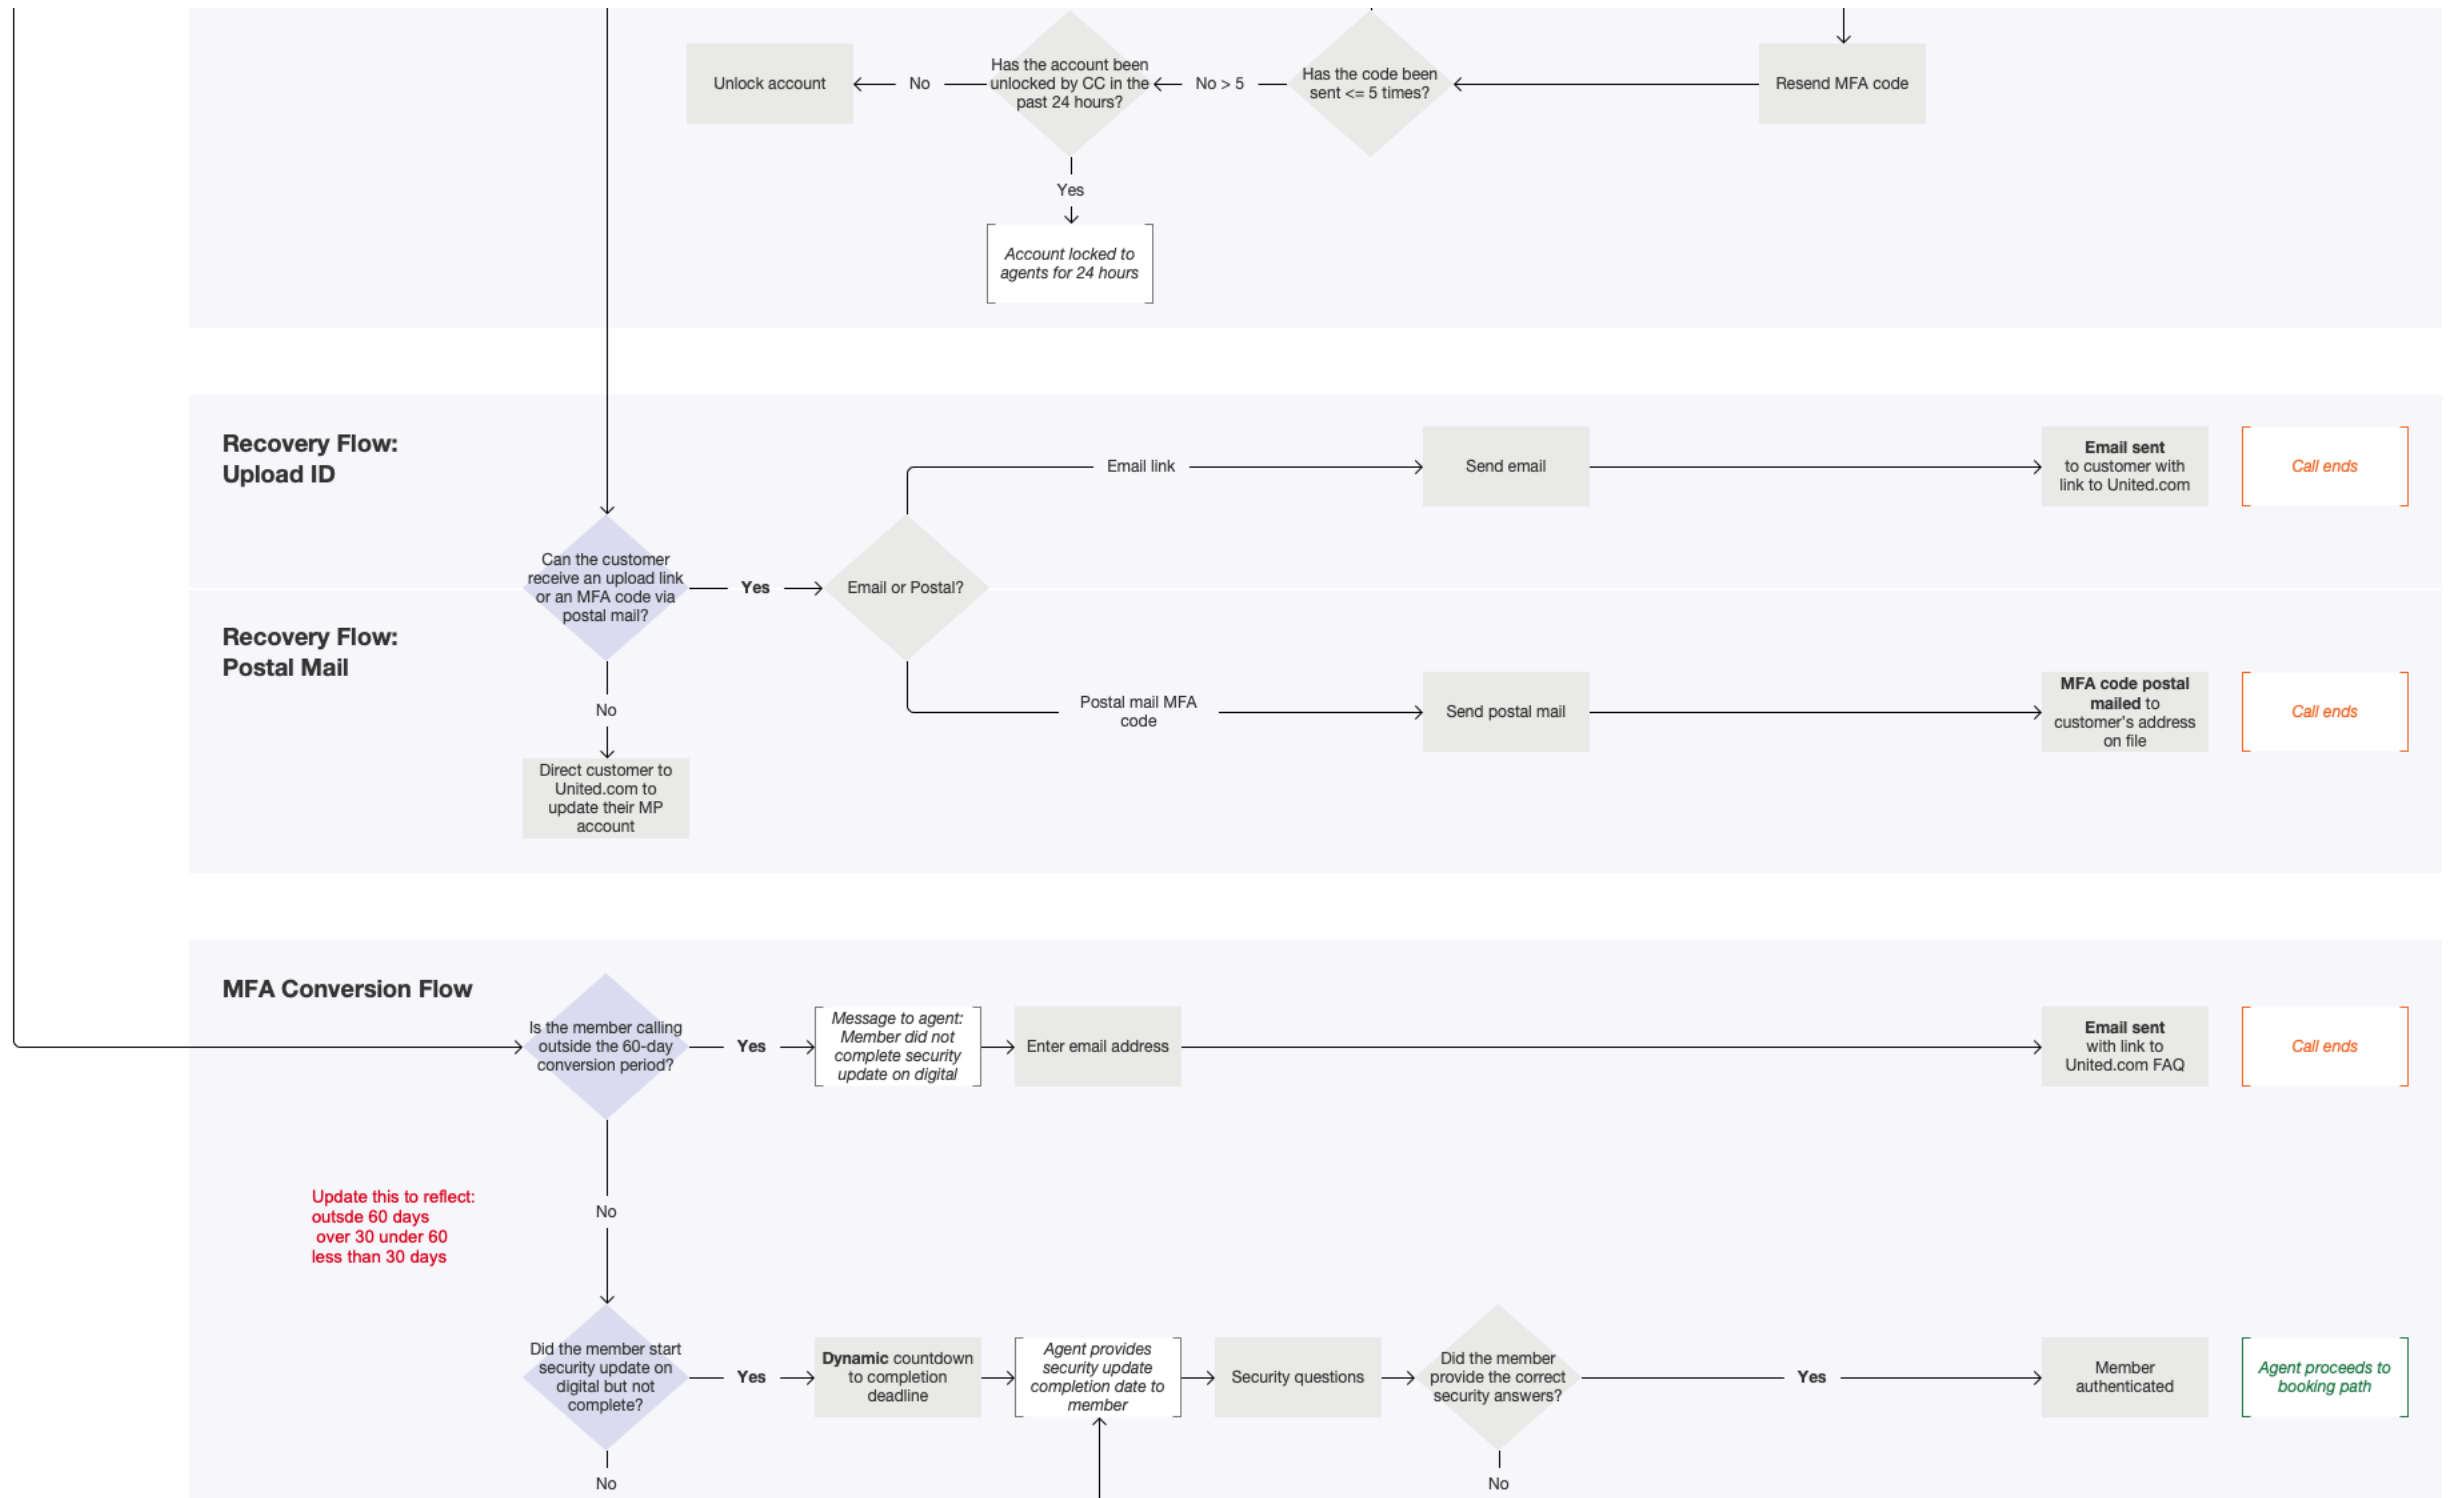 Unlock account
No
Has the account been
unlocked by CC in the
past 24 hours?
No > 5
Has the code been
sent <= 5 times?
Resend MFA code
Yes
Account locked to
agents for 24 hours
Recovery Flow:
Upload ID
Email link
Send email
Email sent
to customer with
link to United.com
Call ends
Can the customer
receive an upload link
or an MFA code via
postal mail?
Yes
Email or Postal?
Recovery Flow:
Postal Mail
No
Postal mail MFA
code
Send postal mail
MFA code postal
mailed to
customer's address
on file
Call ends
Direct customer to
United.com to
update their MP
account
MFA Conversion Flow
Is the member calling
outside the 60-day
conversion period?
Yes
Message to agent:
Member did not
complete security
update on digital
Enter email address
Email sent
with link to
United.com FAQ
Call ends
Update this to reflect:
outsde 60 days
over 30 under 60
less than 30 days
No
Did the member start
security update on
digital but not
complete?
Yes
Dynamic countdown
to completion
deadline
Agent provides
security update
completion date to
member
Security questions
Did the member
provide the correct
security answers?
Yes
Member
authenticated
Agent proceeds to
booking path
No
No